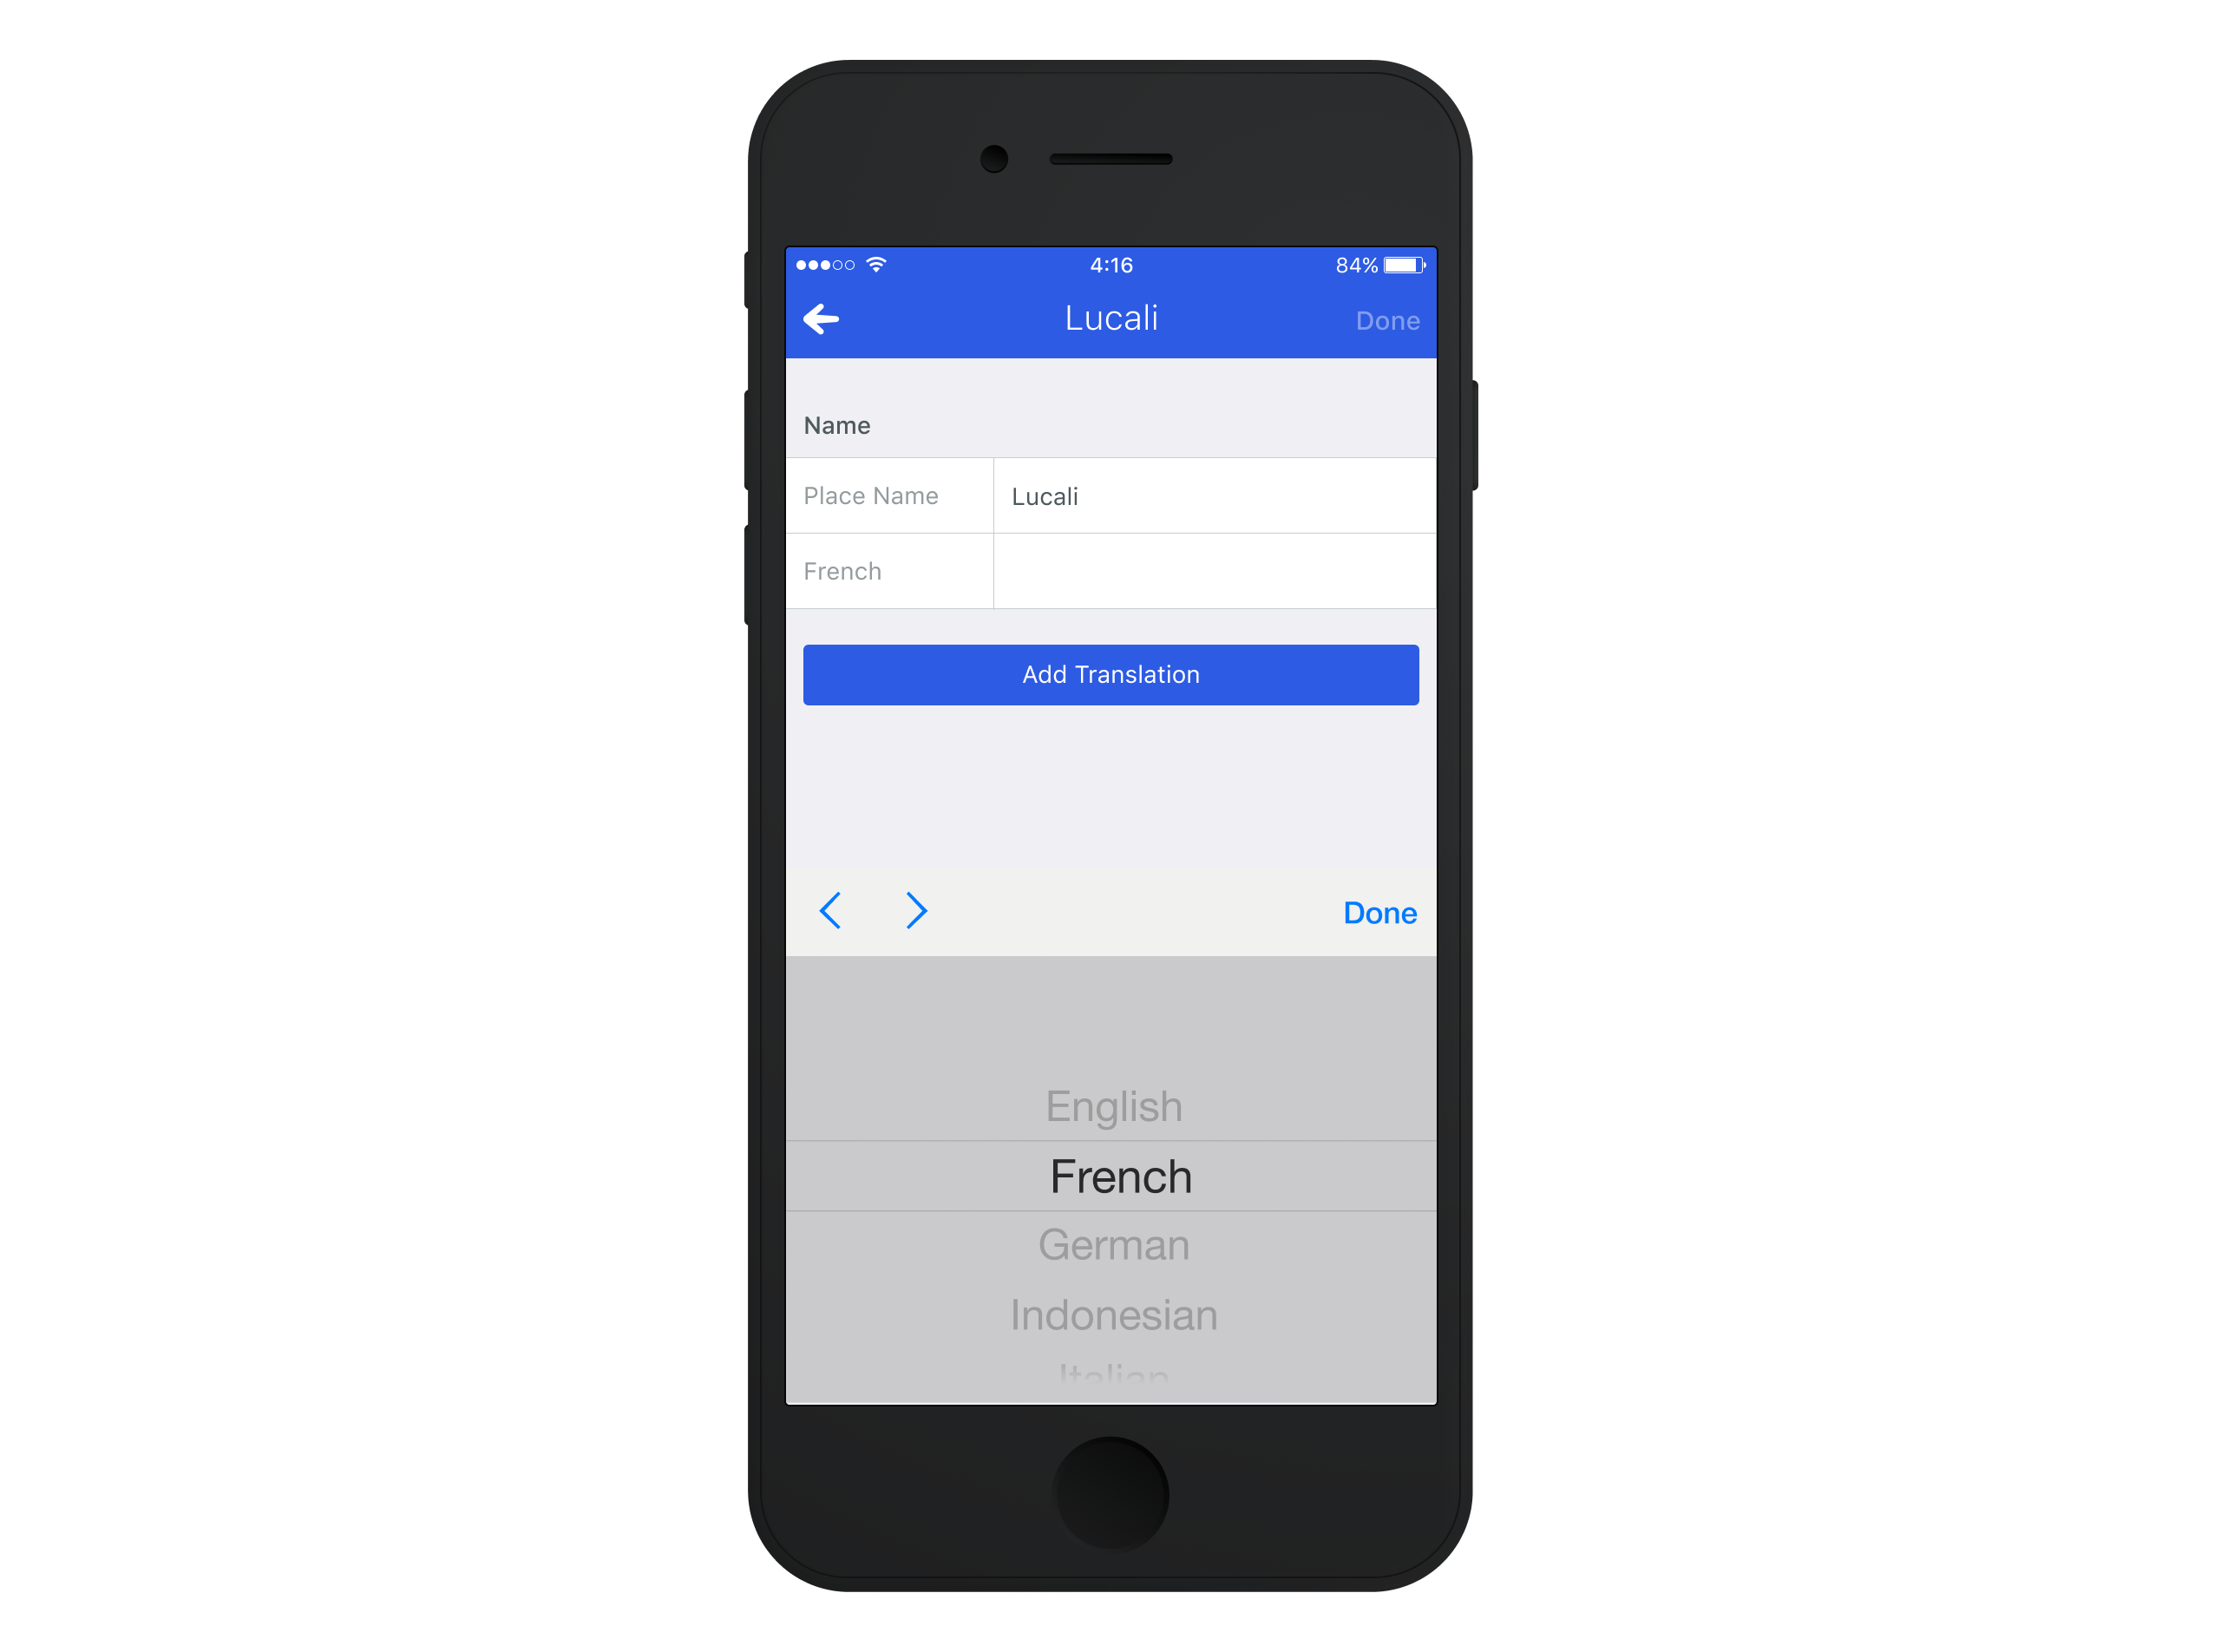 4:16
84%
Lucali
Done
Name
Place Name
Lucali
French
Add Translation
Done
English
French
German
Indonesian
Italian